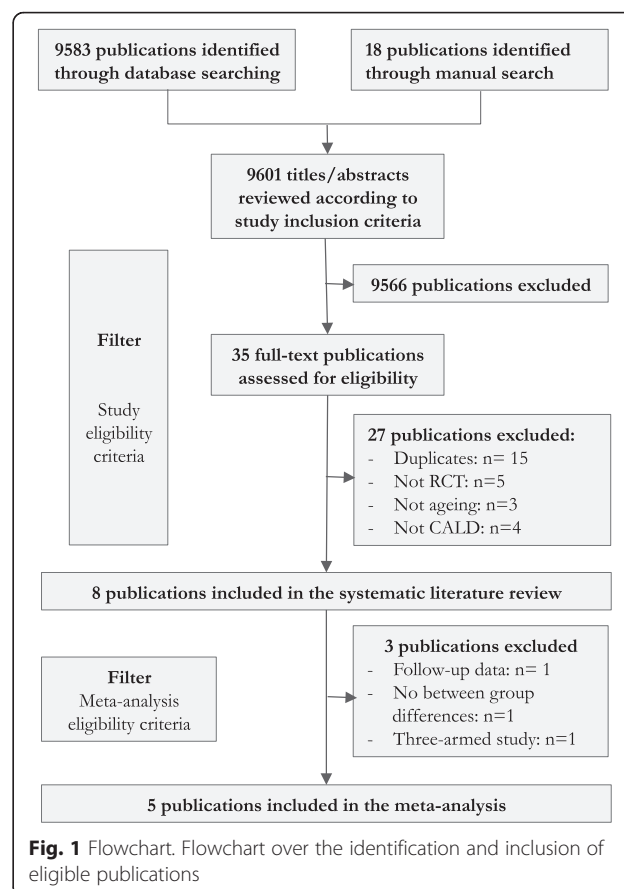 9583 publications identified
through database searching
18 publications identified
through manual search
9601 titles/abstracts
reviewed according to
study inclusion criteria
9566 publications excluded
Filter
Study
eligibility
criteria
35 full-text publications
assessed for eligibility
27 publications excluded:
- Duplicates: n= 15
- Not RCT: n=5
- Not ageing: n=3
- Not CALD: n=4
8 publications included in the systematic literature review
Filter
Meta-analysis
eligibility criteria
3 publications excluded
- Follow-up data: n= 1
- No between group
differences: n=1
- Three-armed study: n=1
5 publications included in the meta-analysis
Fig. 1 Flowchart. Flowchart over the identification and inclusion of
eligible publications